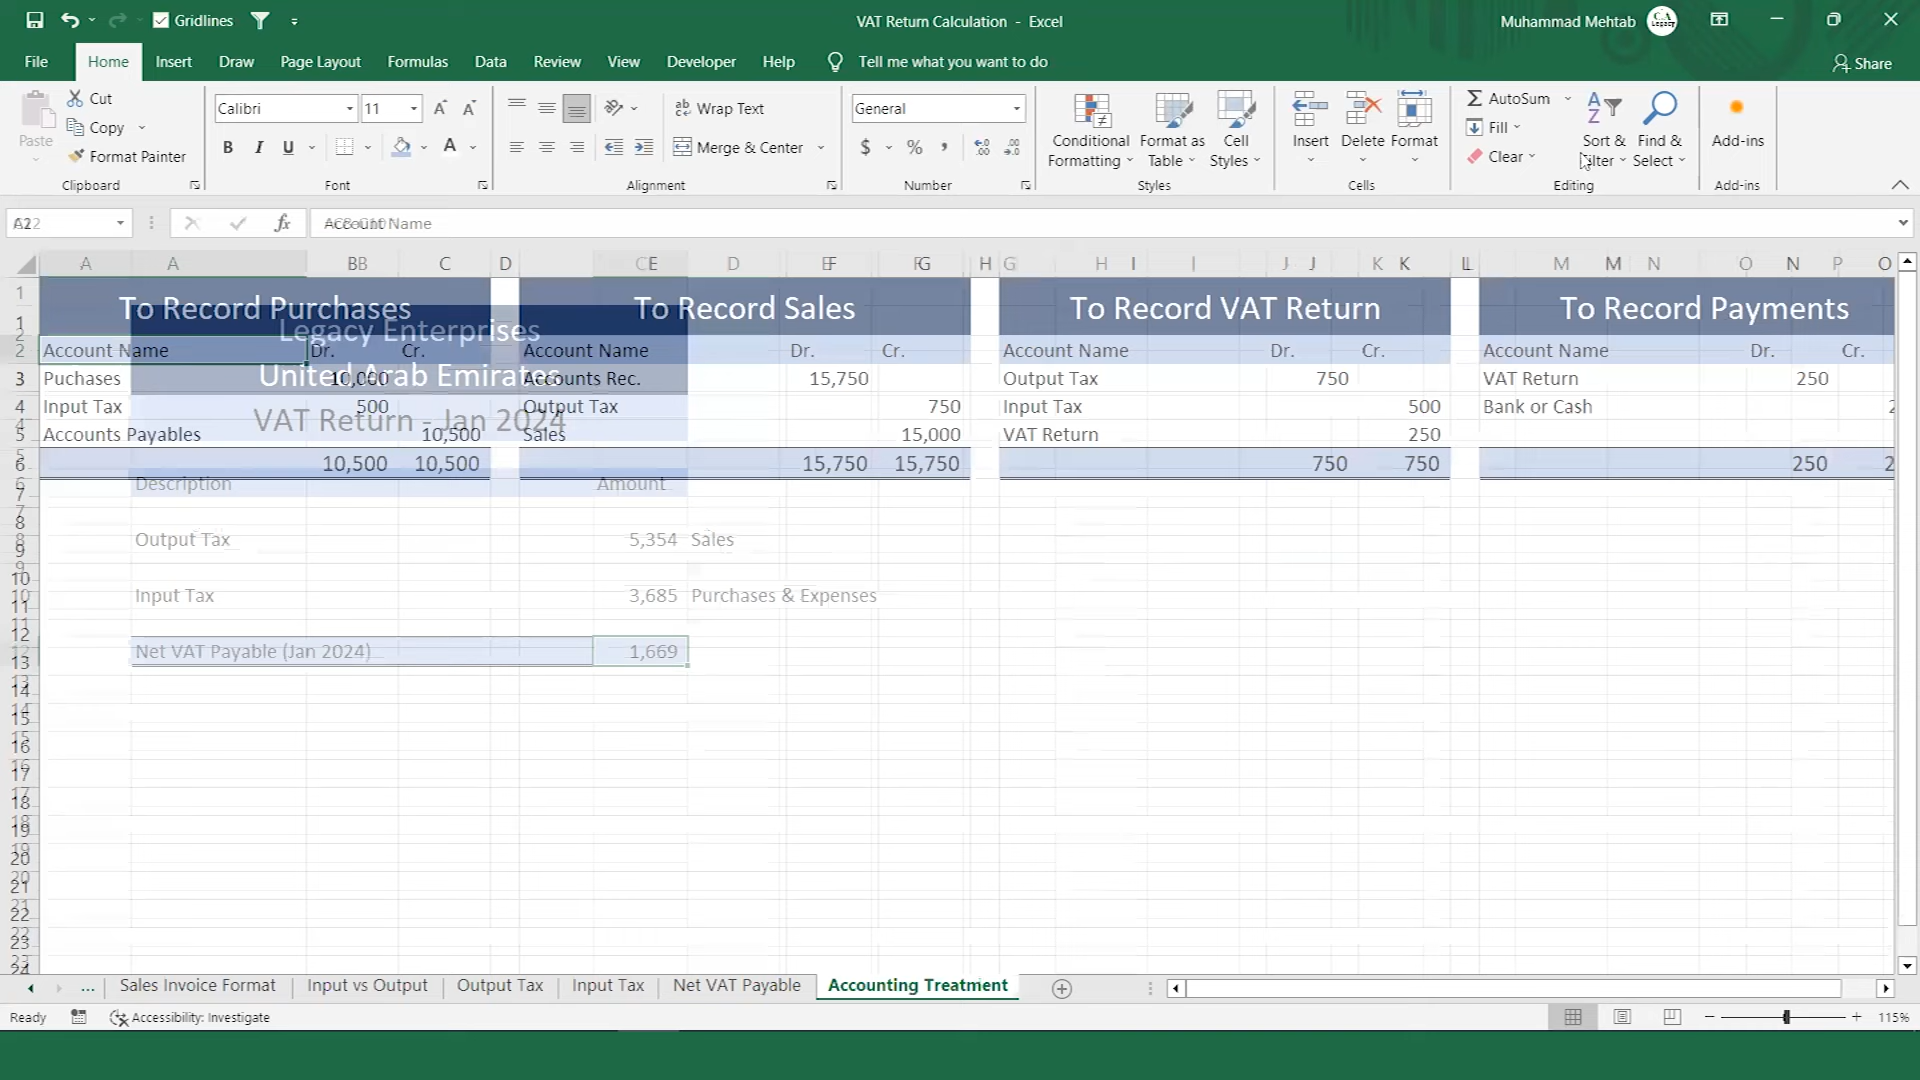 Gridlines
VAT Return Calculation - Excel
Muhammad Mehtab
File Home Insert Draw Page Layout Formulas Data Review View Developer Help Tell me what you want to do
Share
Paste
Cut
Copy
Format Painter
Clipboard
Calibri 11
B I U
Font
Wrap Text
Merge & Center
Alignment
General
$ % ,
Number
Conditional Formatting
Format as Table
Cell Styles
Styles
Insert Delete Format
Cells
AutoSum
Fill
Clear
Sort & Filter
Find & Select
Editing
Add-ins
Add-ins
fx Account Name
To Record Purchases To Record Sales To Record VAT Return To Record Payments
Legacy Enterprises
Account Name Dr. Cr. Account Name Dr. Cr. Account Name Dr. Cr. Account Name Dr. Cr.
United Arab Emirates
Puchases 10,000 Accounts Rec. 15,750 Output Tax 750 VAT Return 250
Input Tax 500 Output Tax 750 Input Tax 500 Bank or Cash
VAT Return - Jan 2024
Accounts Payables 10,500 Sales 15,000 VAT Return 250
10,500 10,500 15,750 15,750 750 750 250
Description Amount
Output Tax 5,354 Sales
Input Tax 3,685 Purchases & Expenses
Net VAT Payable (Jan 2024) 1,669
... Sales Invoice Format Input vs Output Output Tax Input Tax Net VAT Payable Accounting Treatment
Ready Accessibility: Investigate 115%